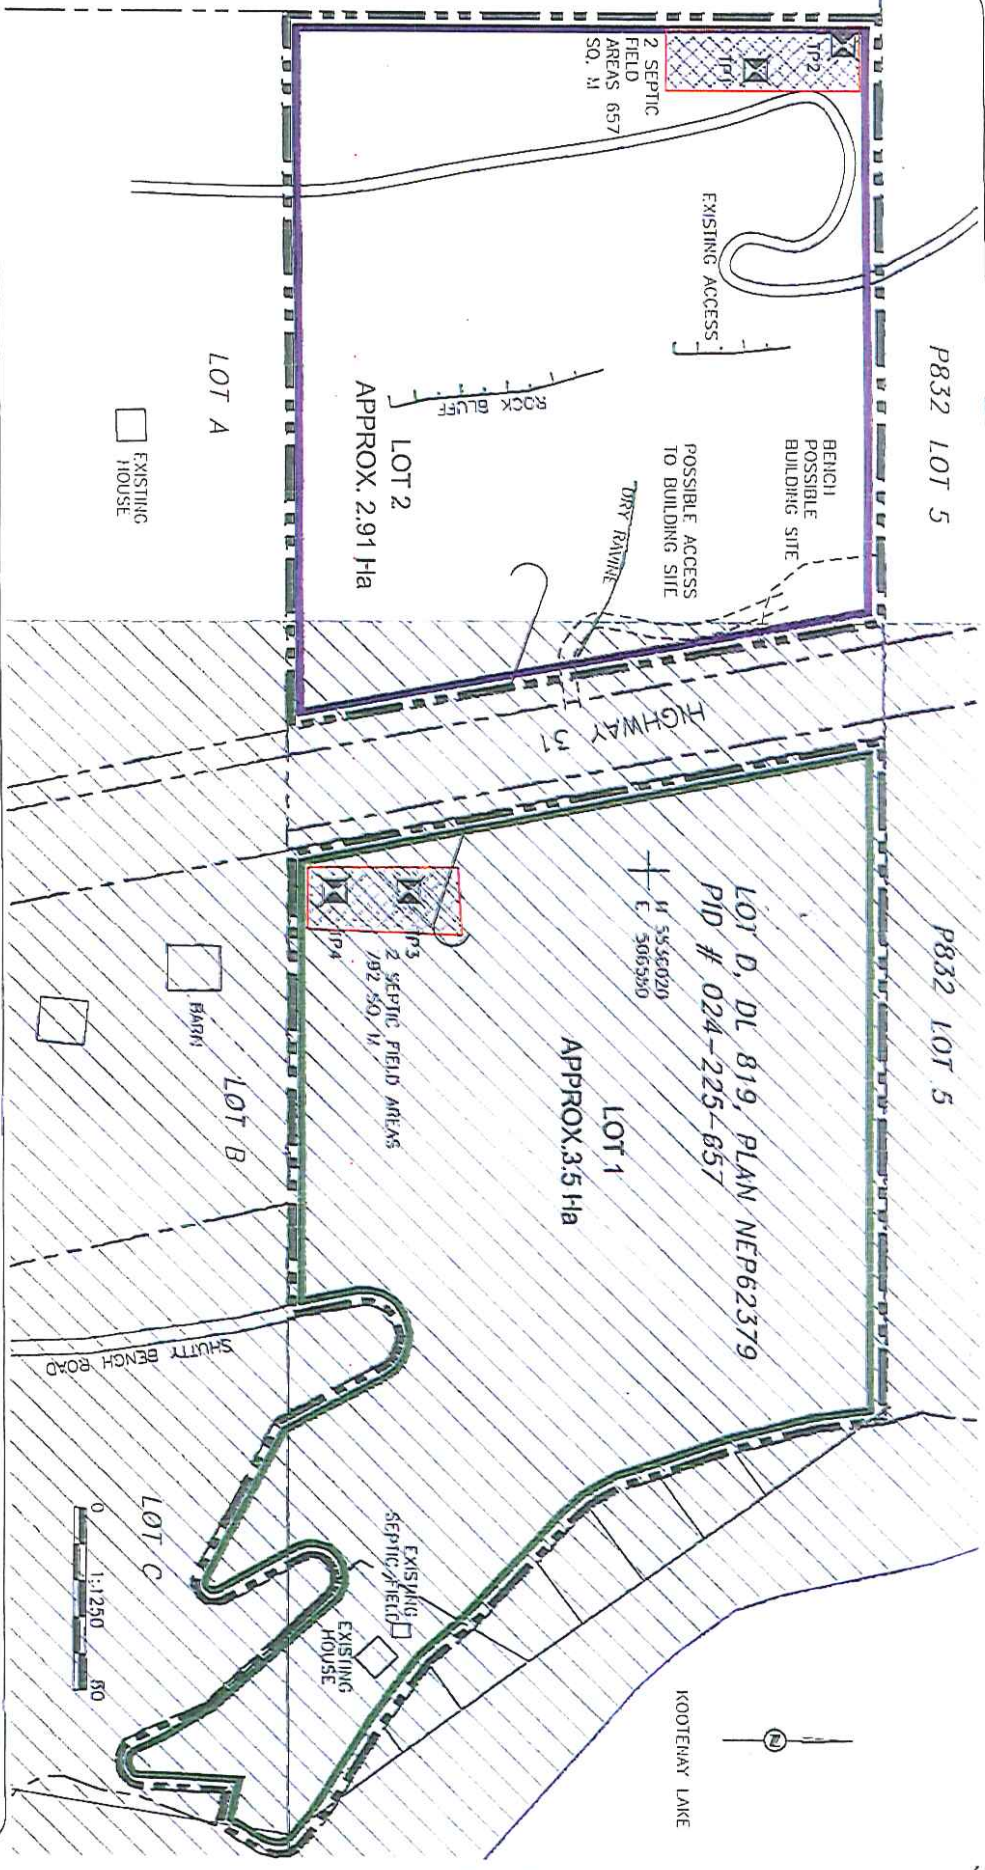 P832 LOT 5
P832 LOT 5
TP2
TP1
2 SEPTIC
FIELD
AREAS 657
SQ. M
EXISTING ACCESS
BENCH
POSSIBLE
BUILDING SITE
POSSIBLE ACCESS
TO BUILDING SITE
DRY RAVINE
ROCK BLUFF
LOT 2
APPROX. 2.91 Ha
LOT A
EXISTING
HOUSE
HIGHWAY 31
LOT D, DL 819, PLAN NEP62379
PID # 024-225-657
E 506550
LOT 1
APPROX.3.5 Ha
TP3
TP4
2 SEPTIC FIELD AREAS
792 SQ. M.
BARN
LOT B
SHUTTY BENCH ROAD
LOT C
EXISTING
SEPTIC FIELD
EXISTING
HOUSE
KOOTENAY LAKE
N
0 1:1250 80